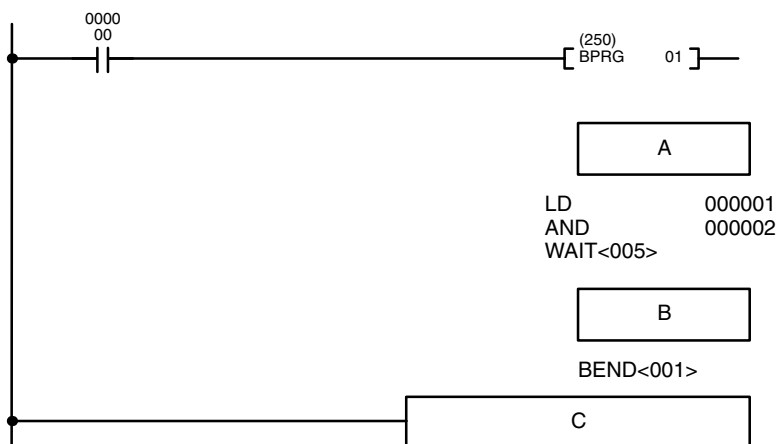 0000
00
(250)
BPRG 01
A
LD 000001
AND 000002
WAIT<005>
B
BEND<001>
C